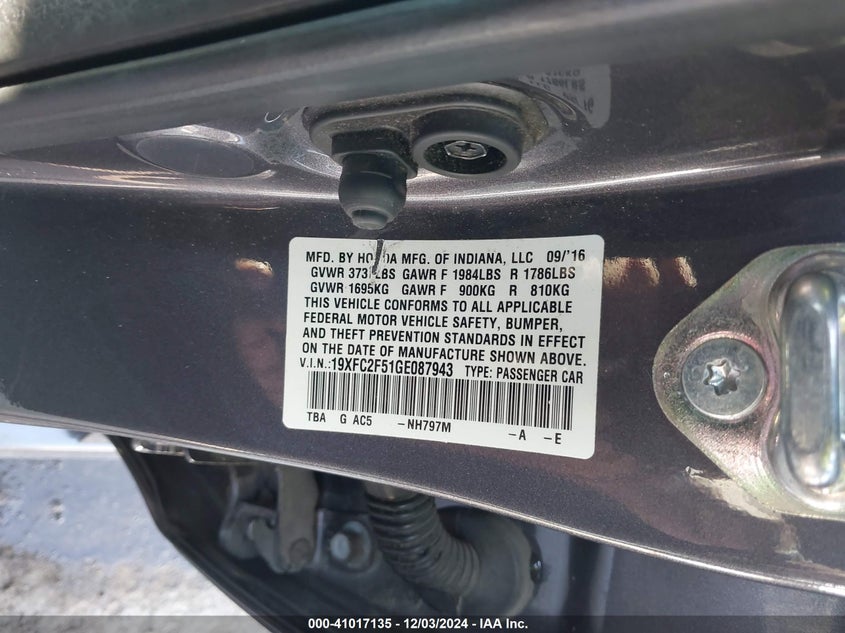 MFD. BY HONDA MFG. OF INDIANA, LLC 09/'16
GVWR LBS GAWR F 1984LBS R 1786LBS
GVWR 1695KG GAWR F 900KG R 810KG
THIS VEHICLE CONFORMS TO ALL APPLICABLE
FEDERAL MOTOR VEHICLE SAFETY, BUMPER,
AND THEFT PREVENTION STANDARDS IN EFFECT
ON THE DATE OF MANUFACTURE SHOWN ABOVE.
V.I.N.:19XFC2F51GE087943 TYPE: PASSENGER CAR
TBA G AC5 -NH797M -A -E
000-41017135 - 12/03/2024 - IAA Inc.